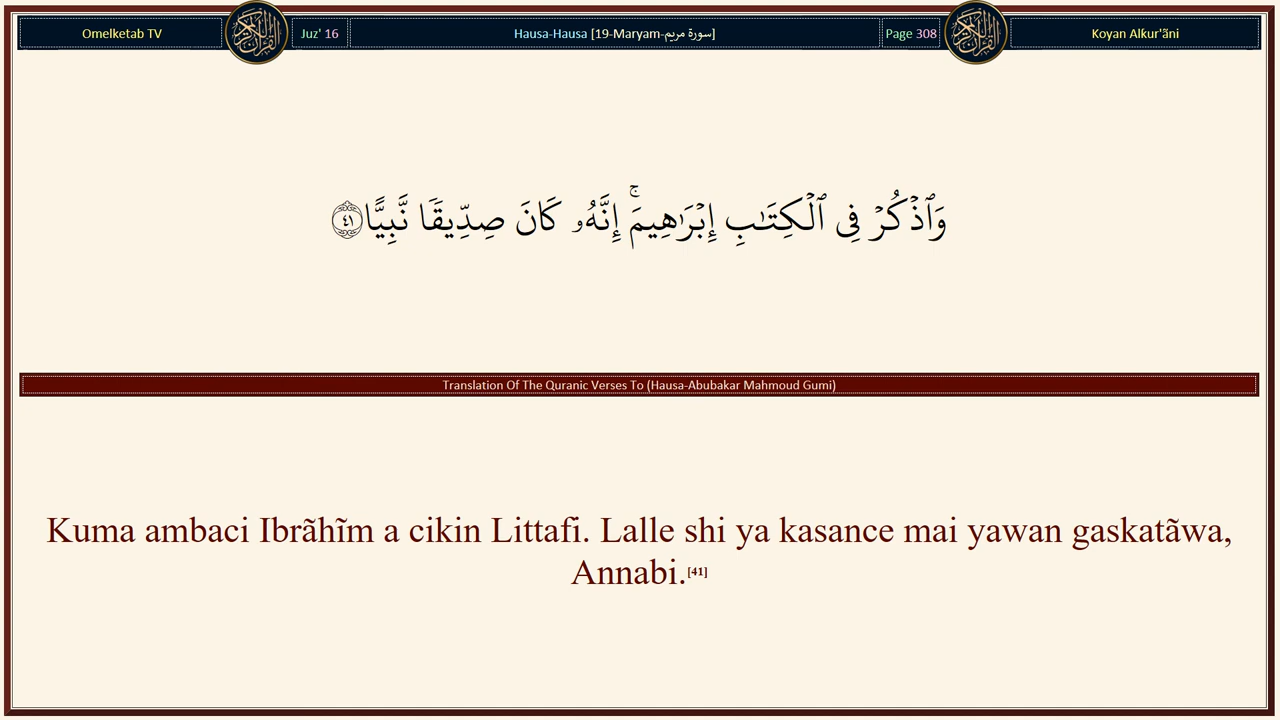 Omelketab TV
Juz' 16
Hausa-Hausa [19-Maryam-سورة مريم]
Page 308
Koyan Alƙur'ãni
وَٱذۡكُرۡ فِى ٱلۡكِتَـٰبِ إِبۡرَٰهِيمَۚ إِنَّهُۥ كَانَ صِدِّيقًۭا نَّبِيًّا ٤١
Translation Of The Quranic Verses To (Hausa-Abubakar Mahmoud Gumi)
Kuma ambaci Ibrãhĩm a cikin Littafi. Lalle shi ya kasance mai yawan gaskatãwa,
Annabi.[41]